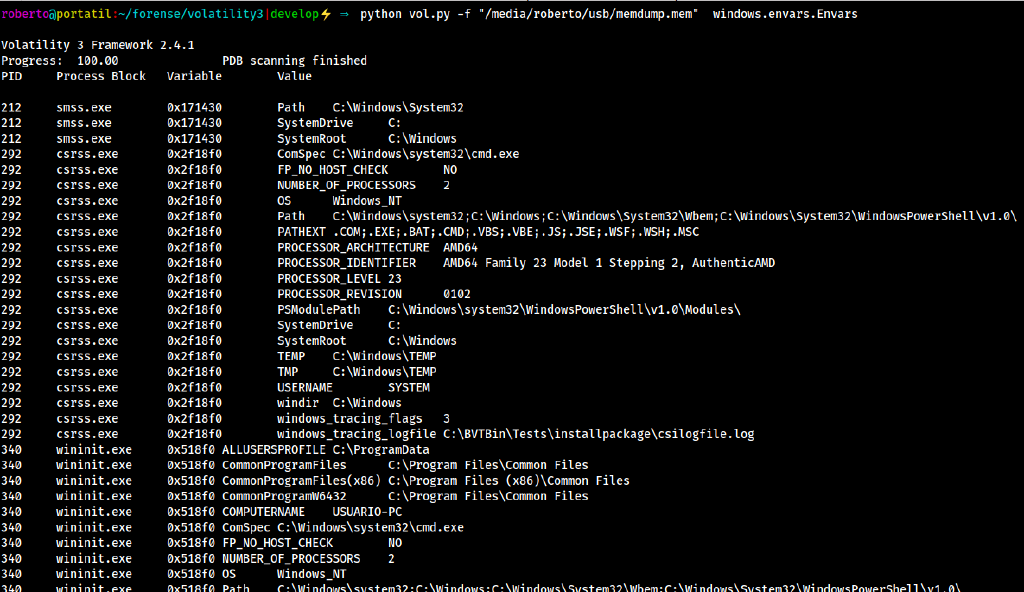 roberto@portatil:~/forense/volatility3|develop⚡ ⇒ python vol.py -f "/media/roberto/usb/memdump.mem" windows.envars.Envars
Volatility 3 Framework 2.4.1
Progress: 100.00 PDB scanning finished
PID Process Block Variable Value
212 smss.exe 0x171430 Path C:\Windows\System32
212 smss.exe 0x171430 SystemDrive C:
212 smss.exe 0x171430 SystemRoot C:\Windows
292 csrss.exe 0x2f18f0 ComSpec C:\Windows\system32\cmd.exe
292 csrss.exe 0x2f18f0 FP_NO_HOST_CHECK NO
292 csrss.exe 0x2f18f0 NUMBER_OF_PROCESSORS 2
292 csrss.exe 0x2f18f0 OS Windows_NT
292 csrss.exe 0x2f18f0 Path C:\Windows\system32;C:\Windows;C:\Windows\System32\Wbem;C:\Windows\System32\WindowsPowerShell\v1.0\
292 csrss.exe 0x2f18f0 PATHEXT .COM;.EXE;.BAT;.CMD;.VBS;.VBE;.JS;.JSE;.WSF;.WSH;.MSC
292 csrss.exe 0x2f18f0 PROCESSOR_ARCHITECTURE AMD64
292 csrss.exe 0x2f18f0 PROCESSOR_IDENTIFIER AMD64 Family 23 Model 1 Stepping 2, AuthenticAMD
292 csrss.exe 0x2f18f0 PROCESSOR_LEVEL 23
292 csrss.exe 0x2f18f0 PROCESSOR_REVISION 0102
292 csrss.exe 0x2f18f0 PSModulePath C:\Windows\system32\WindowsPowerShell\v1.0\Modules\
292 csrss.exe 0x2f18f0 SystemDrive C:
292 csrss.exe 0x2f18f0 SystemRoot C:\Windows
292 csrss.exe 0x2f18f0 TEMP C:\Windows\TEMP
292 csrss.exe 0x2f18f0 TMP C:\Windows\TEMP
292 csrss.exe 0x2f18f0 USERNAME SYSTEM
292 csrss.exe 0x2f18f0 windir C:\Windows
292 csrss.exe 0x2f18f0 windows_tracing_flags 3
292 csrss.exe 0x2f18f0 windows_tracing_logfile C:\BVTBin\Tests\installpackage\csilogfile.log
340 wininit.exe 0x518f0 ALLUSERSPROFILE C:\ProgramData
340 wininit.exe 0x518f0 CommonProgramFiles C:\Program Files\Common Files
340 wininit.exe 0x518f0 CommonProgramFiles(x86) C:\Program Files (x86)\Common Files
340 wininit.exe 0x518f0 CommonProgramW6432 C:\Program Files\Common Files
340 wininit.exe 0x518f0 COMPUTERNAME USUARIO-PC
340 wininit.exe 0x518f0 ComSpec C:\Windows\system32\cmd.exe
340 wininit.exe 0x518f0 FP_NO_HOST_CHECK NO
340 wininit.exe 0x518f0 NUMBER_OF_PROCESSORS 2
340 wininit.exe 0x518f0 OS Windows_NT
340 wininit.exe 0x518f0 Path C:\Windows\system32;C:\Windows;C:\Windows\System32\Wbem;C:\Windows\System32\WindowsPowerShell\v1.0\